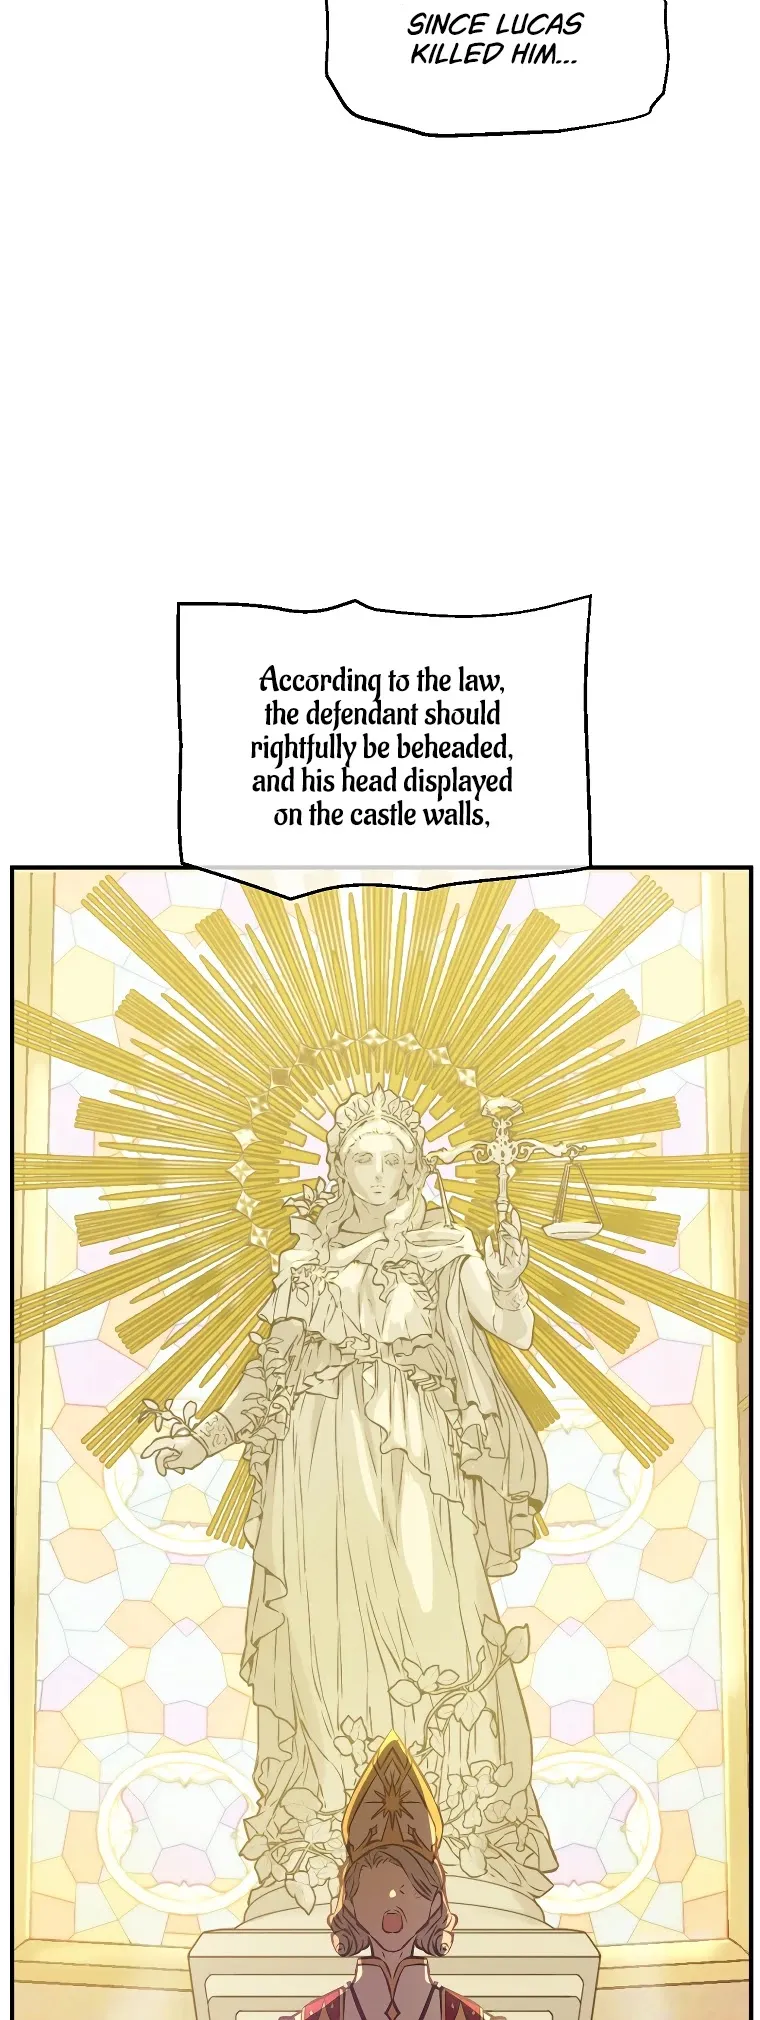 SINCE LUCAS
KILLED HIM...
According to the law,
the defendant should
rightfully be beheaded,
and his head displayed
on the castle walls,